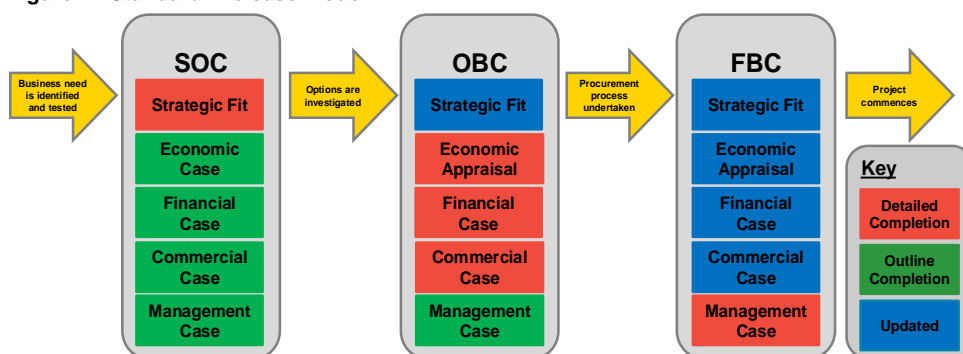 SOC
OBC
FBC
Business need
is identified
and tested
Strategic Fit
Options are
investigated
Strategic Fit
Procurement
process
undertaken
Strategic Fit
Project
commences
Economic
Case
Economic
Appraisal
Economic
Appraisal
Financial
Case
Financial
Case
Financial
Case
Commercial
Case
Commercial
Case
Commercial
Case
Management
Case
Management
Case
Management
Case
Key
Detailed
Completion
Outline
Completion
Updated